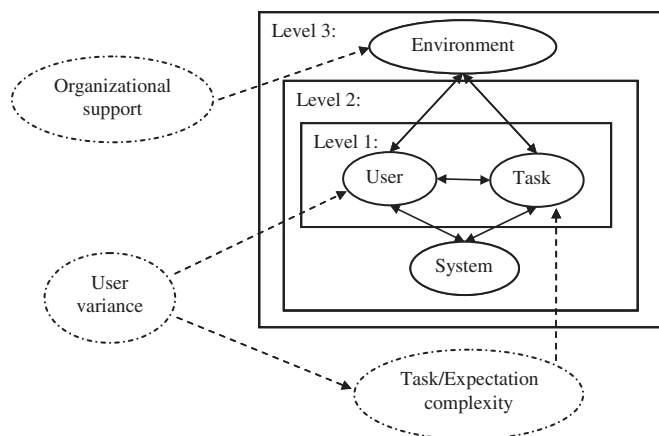 Level 3:
Environment
Organizational
support
Level 2:
Level 1:
User
Task
System
User
variance
Task/Expectation
complexity